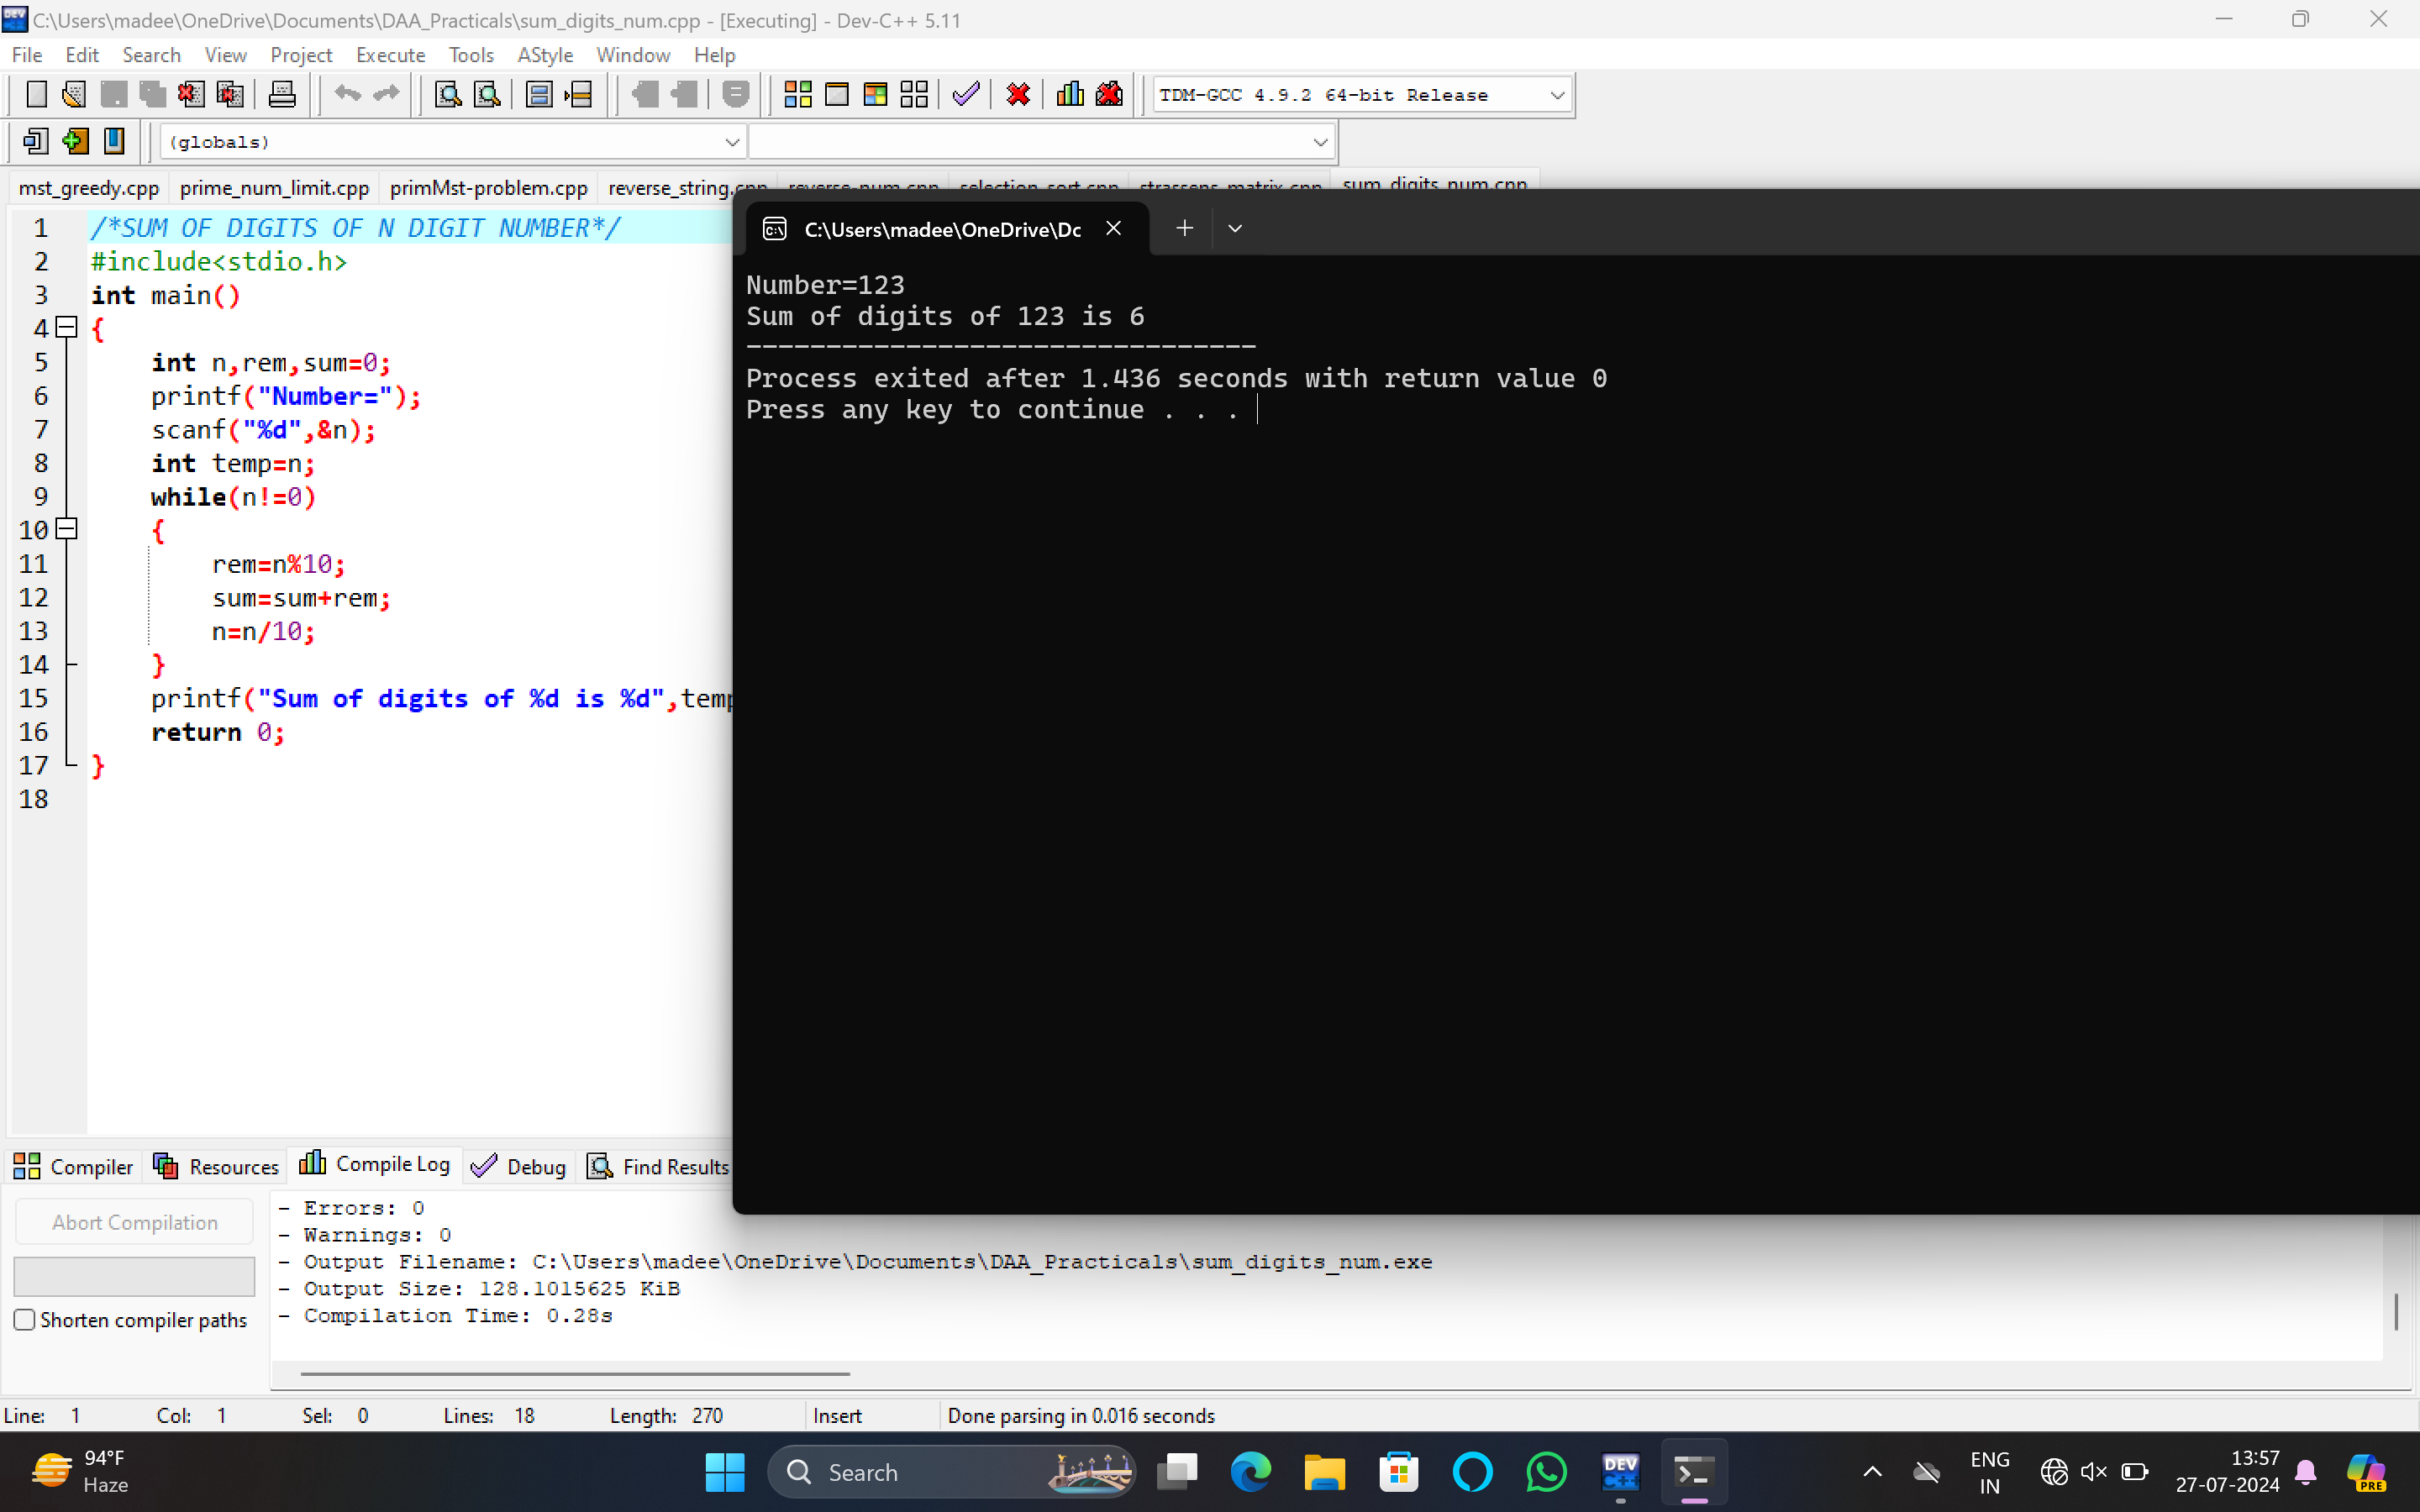 C:\Users\madee\OneDrive\Documents\DAA_Practicals\sum_digits_num.cpp - [Executing] - Dev-C++ 5.11
File Edit Search View Project Execute Tools AStyle Window Help
TDM-GCC 4.9.2 64-bit Release
(globals)
mst_greedy.cpp prime_num_limit.cpp primMst-problem.cpp reverse_string.cpp reverse-num.cpp selection_sort.cpp strassens_matrix.cpp sum_digits_num.cpp
1 /*SUM OF DIGITS OF N DIGIT NUMBER*/
2 #include<stdio.h>
3 int main()
4 {
5 int n,rem,sum=0;
6 printf("Number=");
7 scanf("%d",&n);
8 int temp=n;
9 while(n!=0)
10 {
11 rem=n%10;
12 sum=sum+rem;
13 n=n/10;
14 }
15 printf("Sum of digits of %d is %d",temp
16 return 0;
17 }
18
C:\Users\madee\OneDrive\Dc
Number=123
Sum of digits of 123 is 6
--------------------------------
Process exited after 1.436 seconds with return value 0
Press any key to continue . . .
Compiler Resources Compile Log Debug Find Results
Abort Compilation
Shorten compiler paths
- Errors: 0
- Warnings: 0
- Output Filename: C:\Users\madee\OneDrive\Documents\DAA_Practicals\sum_digits_num.exe
- Output Size: 128.1015625 KiB
- Compilation Time: 0.28s
Line: 1 Col: 1 Sel: 0 Lines: 18 Length: 270 Insert Done parsing in 0.016 seconds
94°F
Haze
Search
DEV
C++
ENG
IN
13:57
27-07-2024
PRE